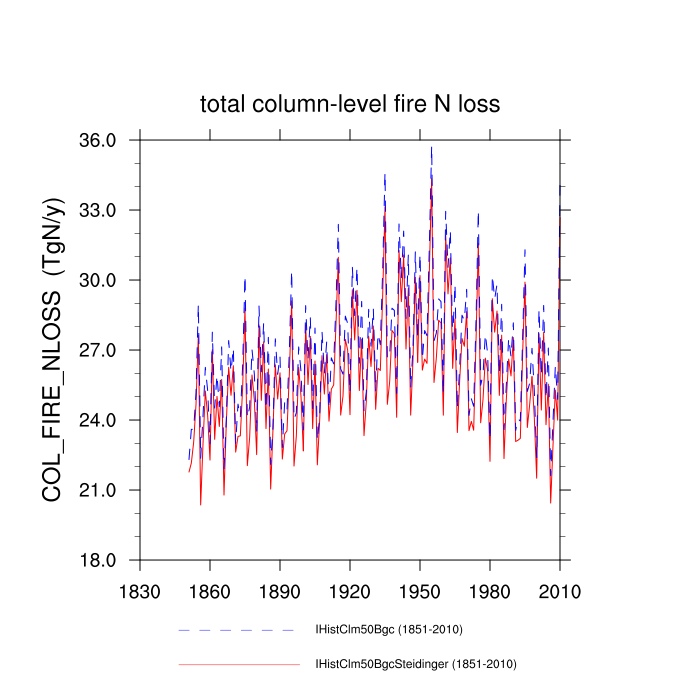 total column-level fire N loss
COL_FIRE_NLOSS (TgN/y)
36.0
33.0
30.0
27.0
24.0
21.0
18.0
1830 1860 1890 1920 1950 1980 2010
IHistClm50Bgc (1851-2010)
IHistClm50BgcSteidinger (1851-2010)